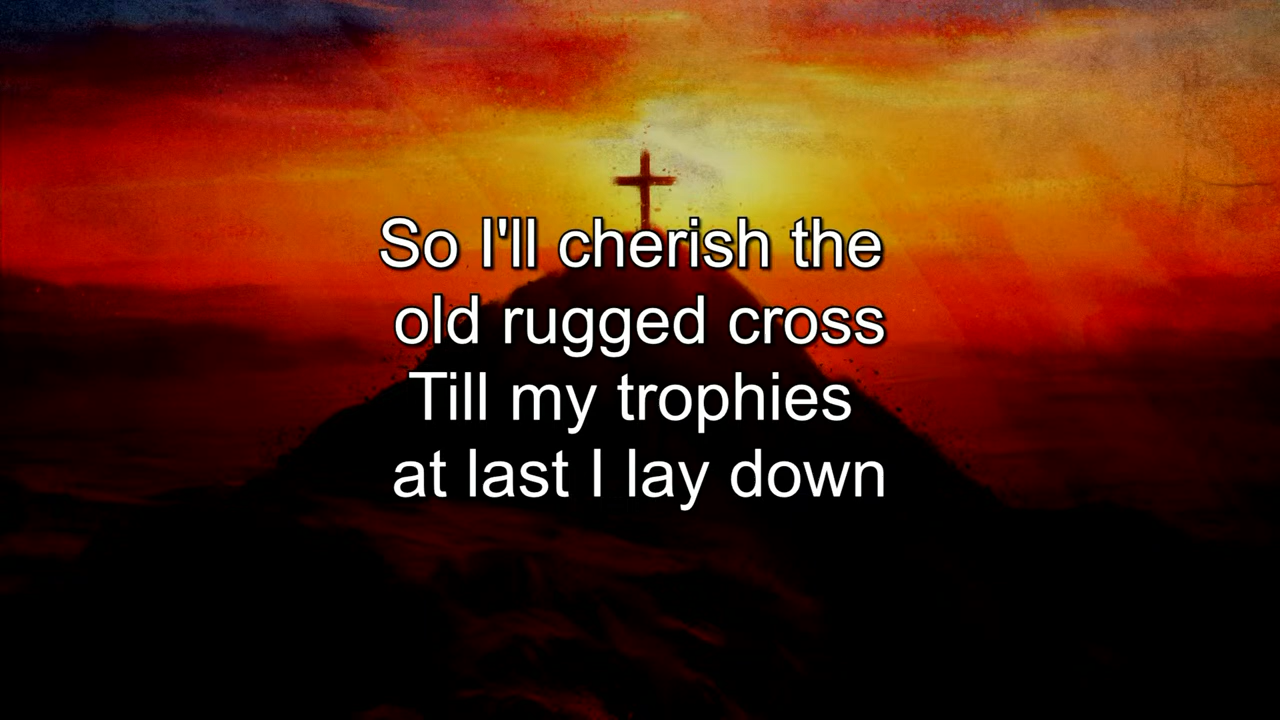 So I'll cherish the
old rugged cross
Till my trophies
at last I lay down